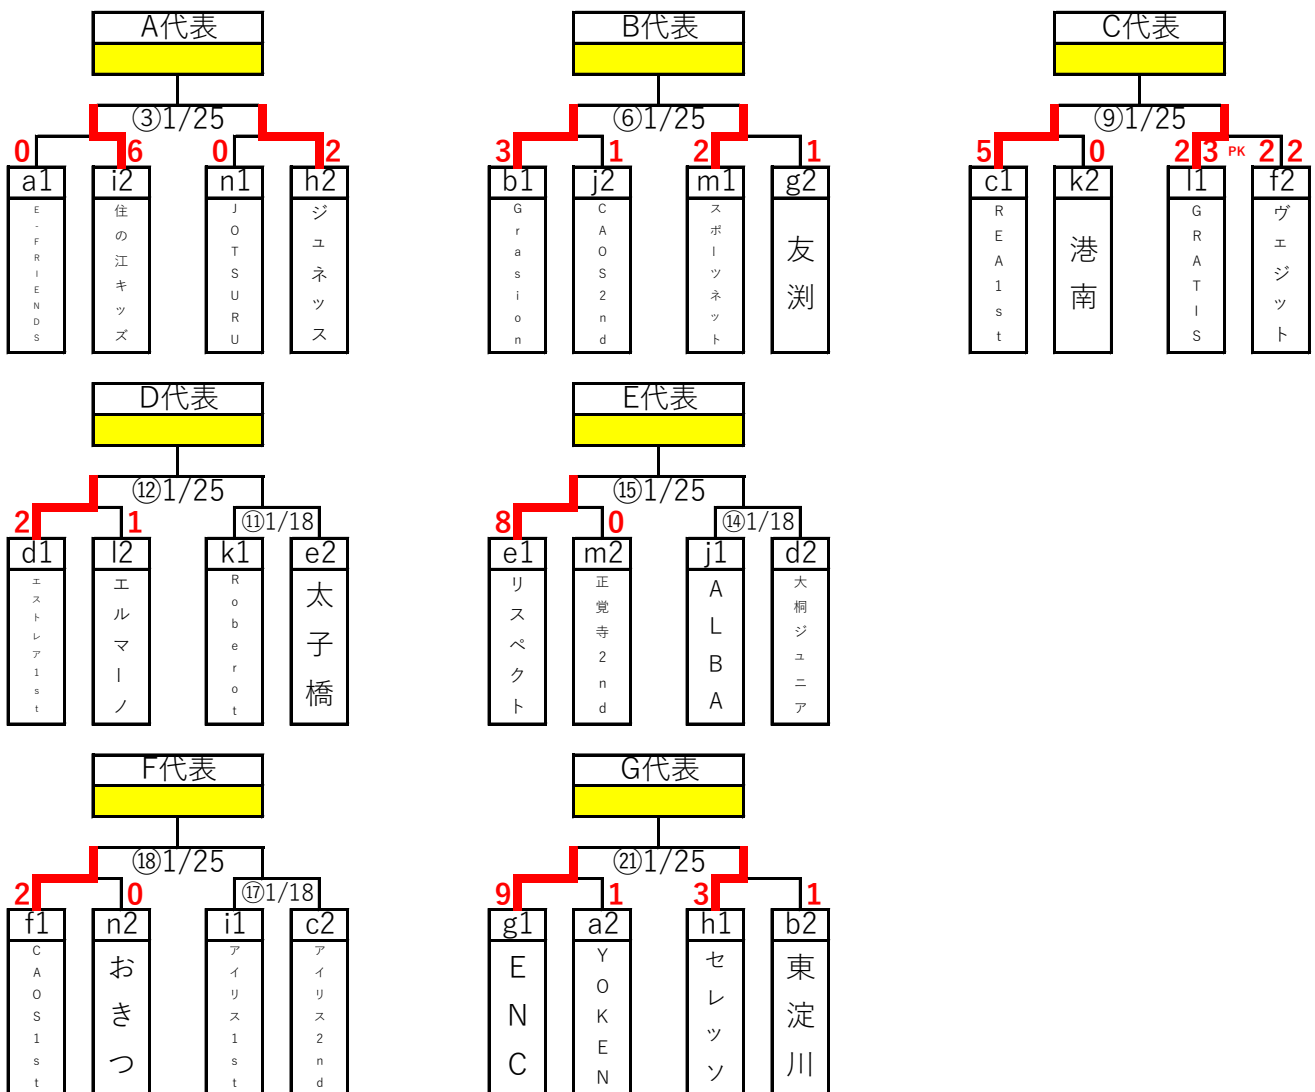 A代表
B代表
C代表
③1/25
⑥1/25
⑨1/25
0 6 0 2
3 1 2 1
5 0 2 3 PK 2 2
a1 i2 n1 h2
b1 j2 m1 g2
c1 k2 l1 f2
E-FRIENDS
住の江キッズ
JOTSURU
ジュネッス
Grasion
CAOS2nd
スポーツネット
友渕
REA1st
港南
GRATIS
ヴェジット
D代表
E代表
⑫1/25
⑮1/25
2 1 ⑪1/18
8 0 ⑭1/18
d1 l2 k1 e2
e1 m2 j1 d2
エストレア1st
エルマーノ
Roberot
太子橋
リスペクト
正覚寺2nd
ALBA
大桐ジュニア
F代表
G代表
⑱1/25
㉑1/25
2 0 ⑰1/18
9 1 3 1
f1 n2 i1 c2
g1 a2 h1 b2
CAOS1st
おきつ
アイリス1st
アイリス2nd
ENC
YOKEN
セレッソ
東淀川